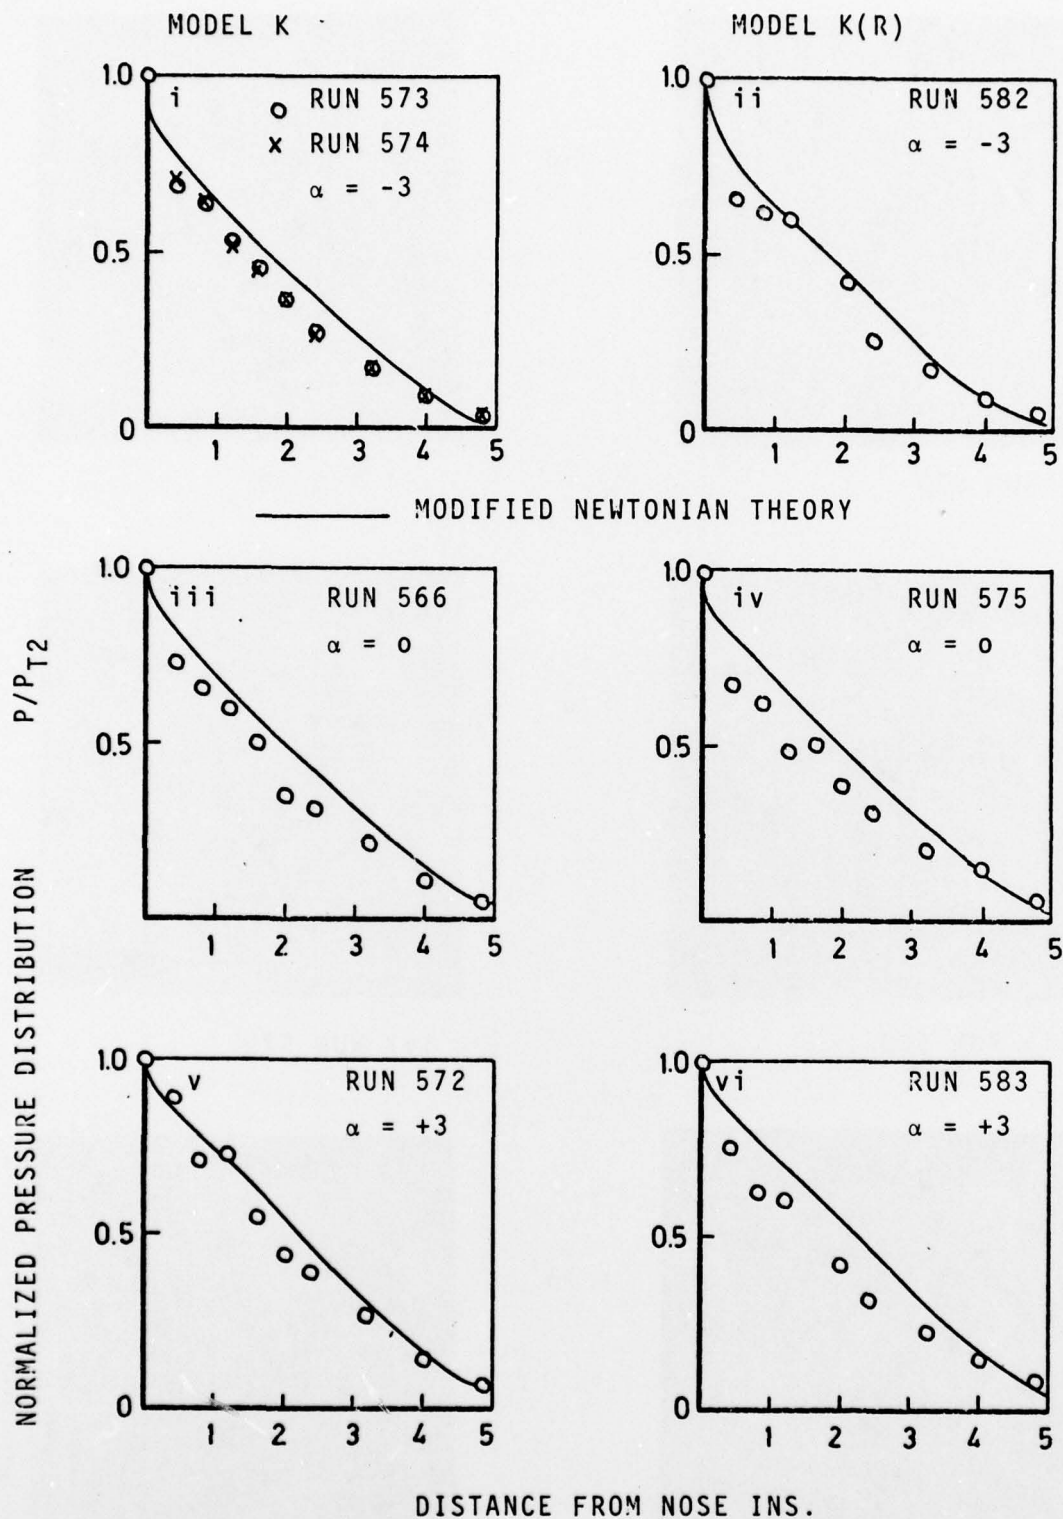 MODEL K
MODEL K(R)
1.0
i
O RUN 573
x RUN 574
α = -3
0.5
0
1 2 3 4 5
1.0
ii
RUN 582
α = -3
0.5
0
1 2 3 4 5
MODIFIED NEWTONIAN THEORY
1.0
iii
RUN 566
α = 0
0.5
1 2 3 4 5
1.0
iv
RUN 575
α = 0
0.5
1 2 3 4 5
1.0
v
RUN 572
α = +3
0.5
0
1 2 3 4 5
1.0
vi
RUN 583
α = +3
0.5
0
1 2 3 4 5
NORMALIZED PRESSURE DISTRIBUTION P/PT2
DISTANCE FROM NOSE INS.